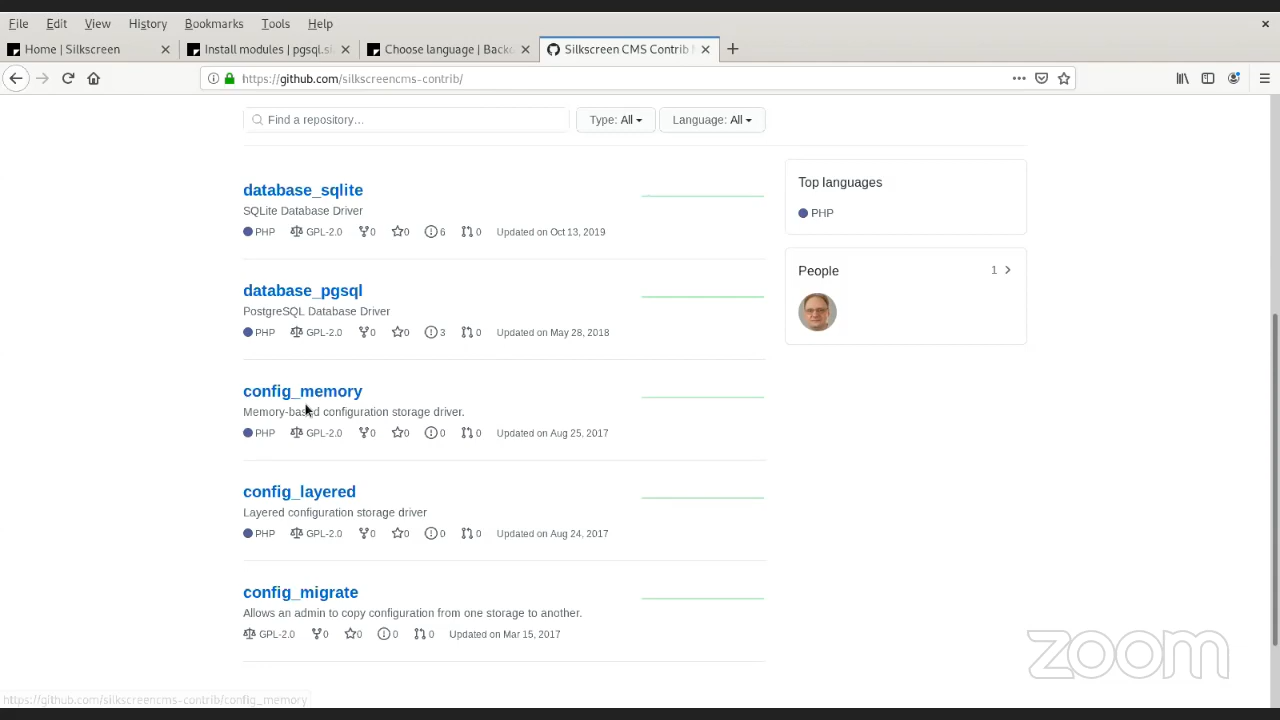 File Edit View History Bookmarks Tools Help
Home | Silkscreen
Install modules | pgsql.si
Choose language | Backd
Silkscreen CMS Contrib
https://github.com/silkscreencms-contrib/
Find a repository…
Type: All
Language: All
database_sqlite
SQLite Database Driver
PHP GPL-2.0 0 0 6 0 Updated on Oct 13, 2019
database_pgsql
PostgreSQL Database Driver
PHP GPL-2.0 0 0 3 0 Updated on May 28, 2018
config_memory
Memory-based configuration storage driver.
PHP GPL-2.0 0 0 0 0 Updated on Aug 25, 2017
config_layered
Layered configuration storage driver
PHP GPL-2.0 0 0 0 0 Updated on Aug 24, 2017
config_migrate
Allows an admin to copy configuration from one storage to another.
GPL-2.0 0 0 0 0 Updated on Mar 15, 2017
Top languages
PHP
People 1
zoom
https://github.com/silkscreencms-contrib/config_memory